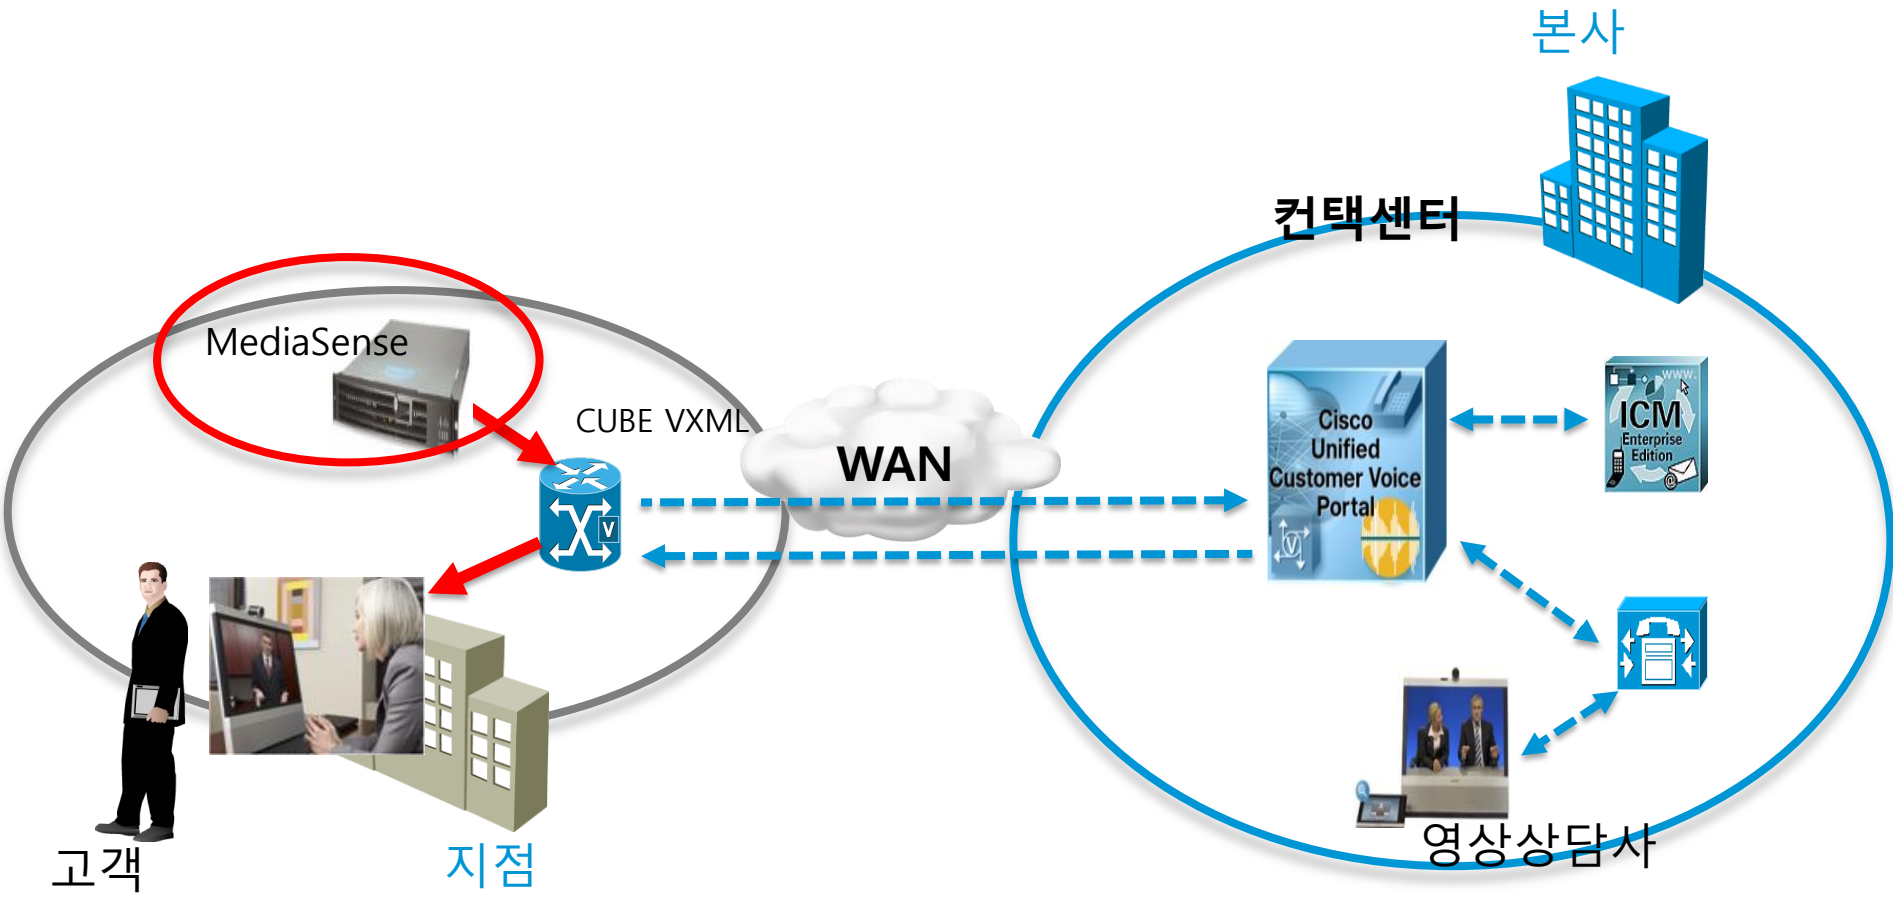 본사
컨택센터
MediaSense
CUBE VXML
WAN
Cisco
Unified
Customer Voice
Portal
V
www.
ICM
Enterprise
Edition
@
V
고객
지점
영상상담사